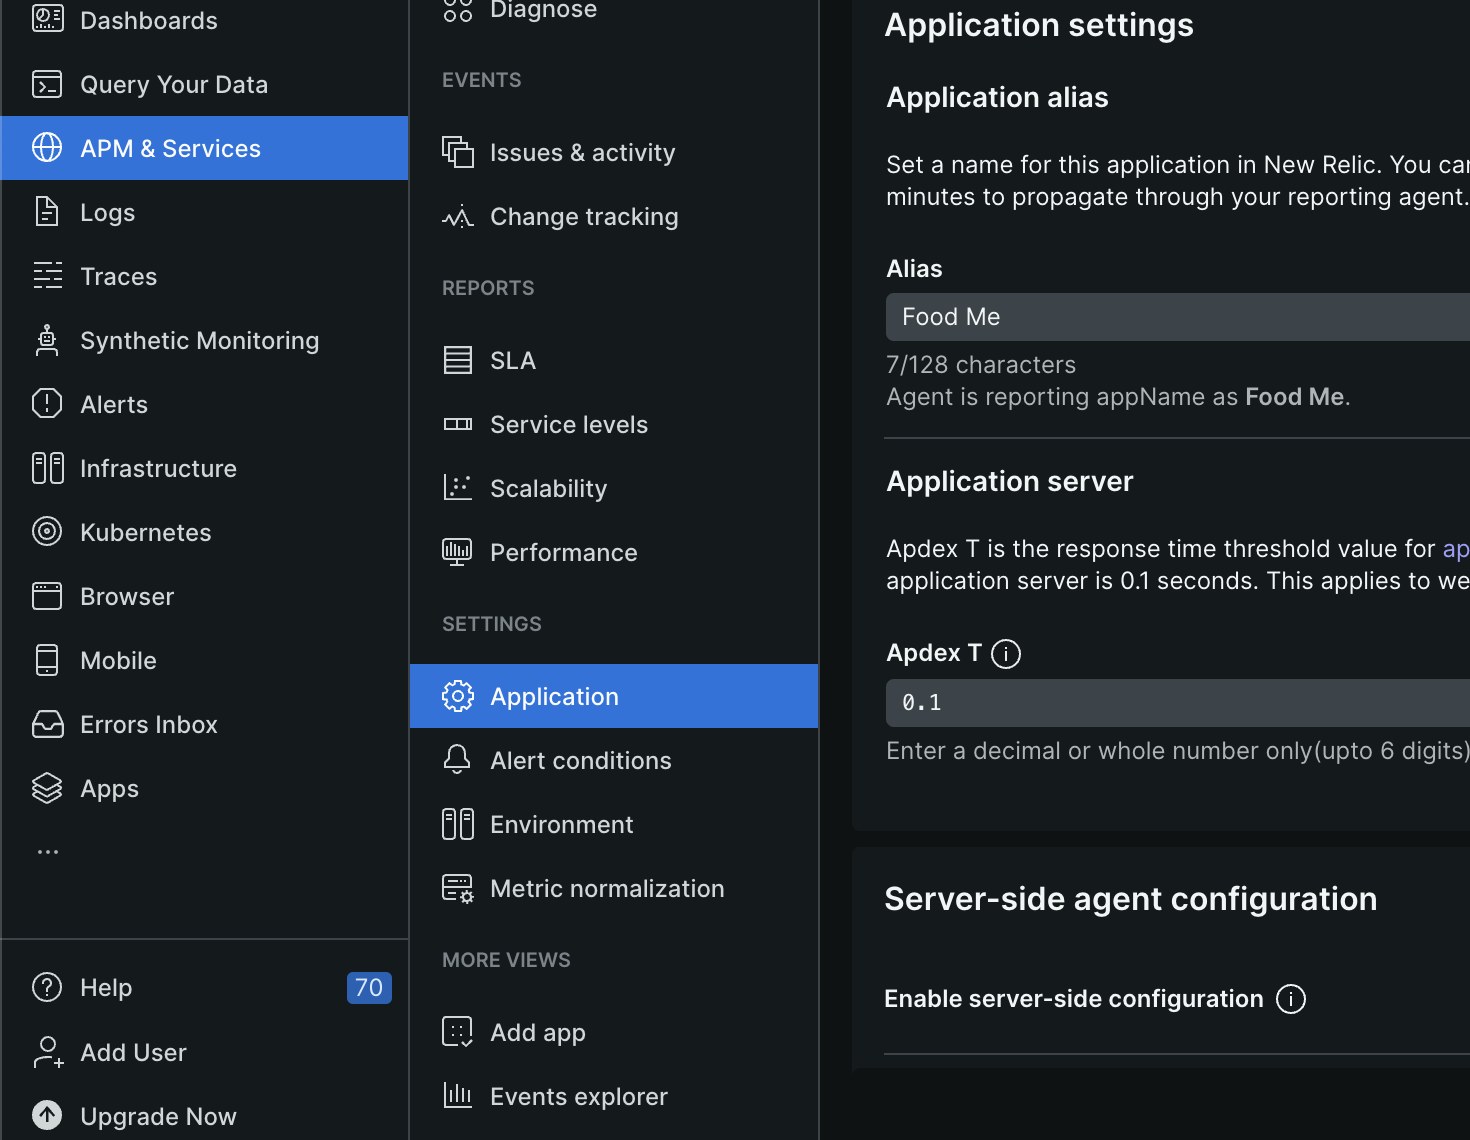 Dashboards
Query Your Data
APM & Services
Logs
Traces
Synthetic Monitoring
Alerts
Infrastructure
Kubernetes
Browser
Mobile
Errors Inbox
Apps
...
Help
70
Add User
Upgrade Now
Diagnose
EVENTS
Issues & activity
Change tracking
REPORTS
SLA
Service levels
Scalability
Performance
SETTINGS
Application
Alert conditions
Environment
Metric normalization
MORE VIEWS
Add app
Events explorer
Application settings
Application alias
Set a name for this application in New Relic. You can
minutes to propagate through your reporting agent.
Alias
Food Me
7/128 characters
Agent is reporting appName as Food Me.
Application server
Apdex T is the response time threshold value for ap
application server is 0.1 seconds. This applies to we
Apdex T
0.1
Enter a decimal or whole number only(upto 6 digits)
Server-side agent configuration
Enable server-side configuration